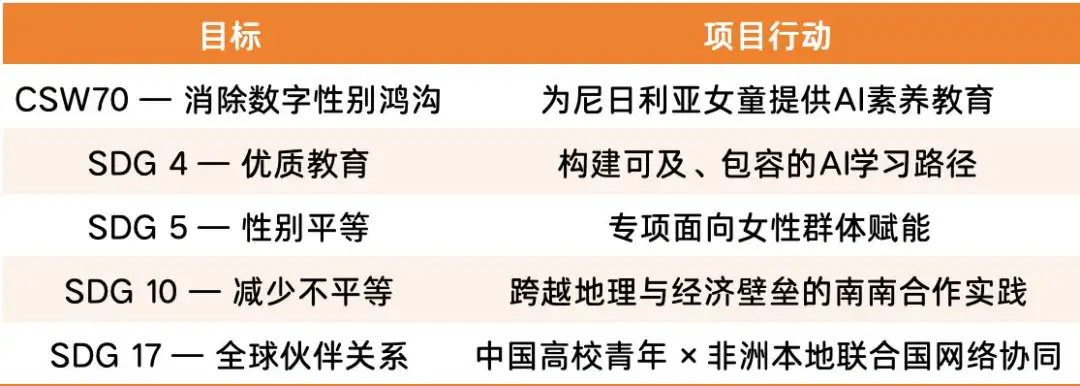 目标 项目行动
CSW70 — 消除数字性别鸿沟 为尼日利亚女童提供AI素养教育
SDG 4 — 优质教育 构建可及、包容的AI学习路径
SDG 5 — 性别平等 专项面向女性群体赋能
SDG 10 — 减少不平等 跨越地理与经济壁垒的南南合作实践
SDG 17 — 全球伙伴关系 中国高校青年 × 非洲本地联合国网络协同